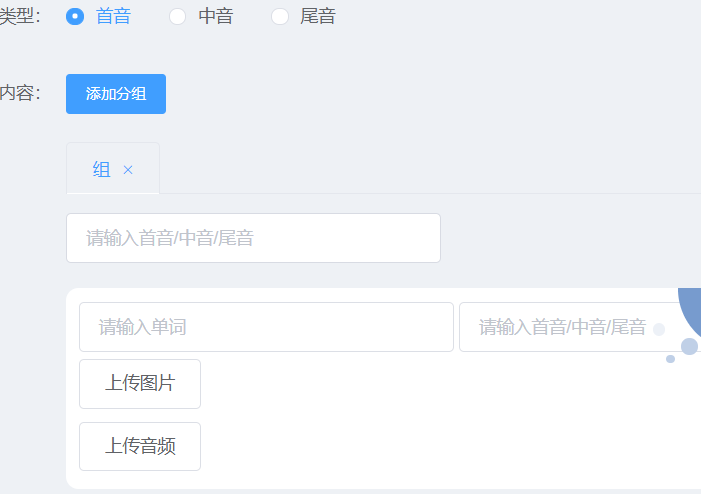 类型： 首音 中音 尾音
内容： 添加分组
组 ×
请输入首音/中音/尾音
请输入单词 请输入首音/中音/尾音
上传图片
上传音频